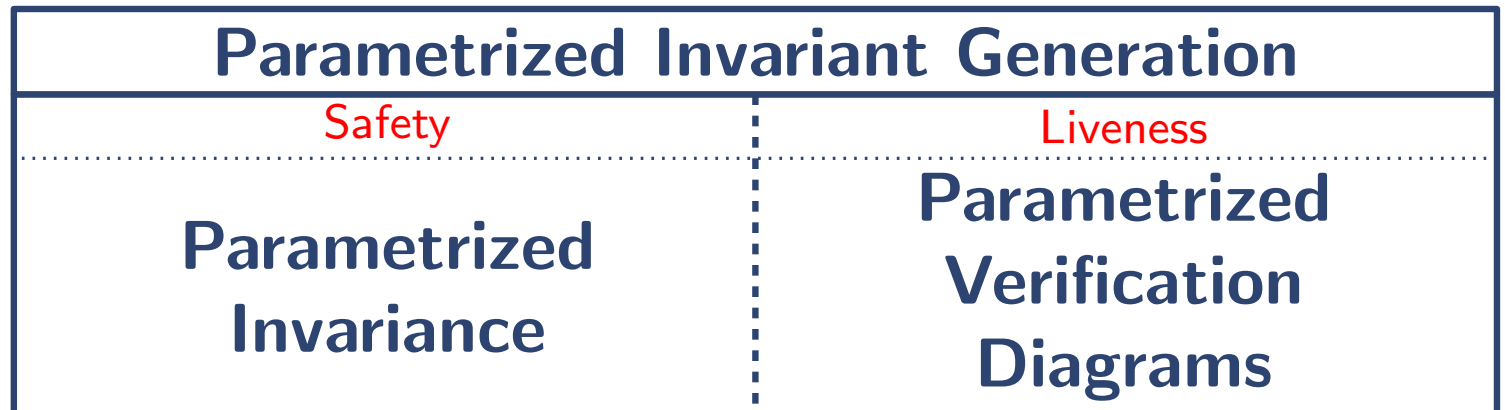 Parametrized Invariant Generation
Safety
Liveness
Parametrized
Invariance
Parametrized
Verification
Diagrams